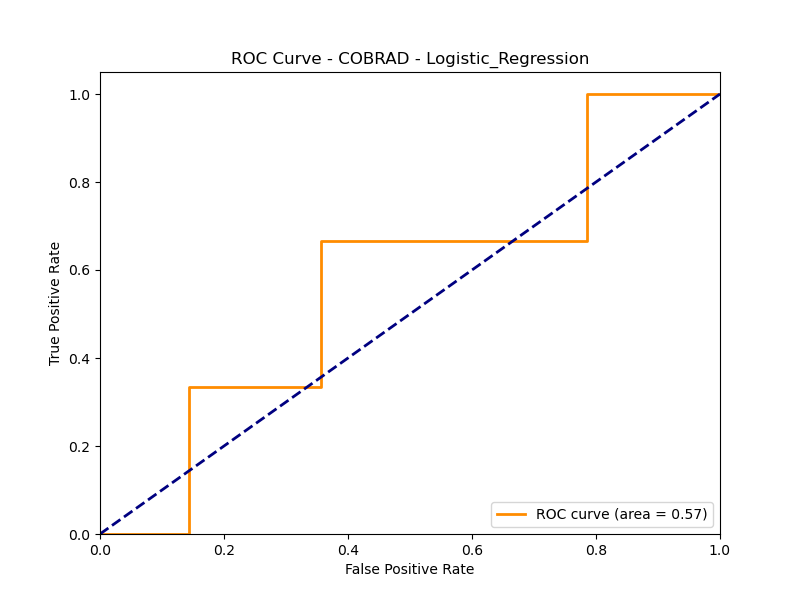 ROC Curve - COBRAD - Logistic_Regression
1.0
0.8
0.6
0.4
0.2
0.0
True Positive Rate
ROC curve (area = 0.57)
0.0 0.2 0.4 0.6 0.8 1.0
False Positive Rate